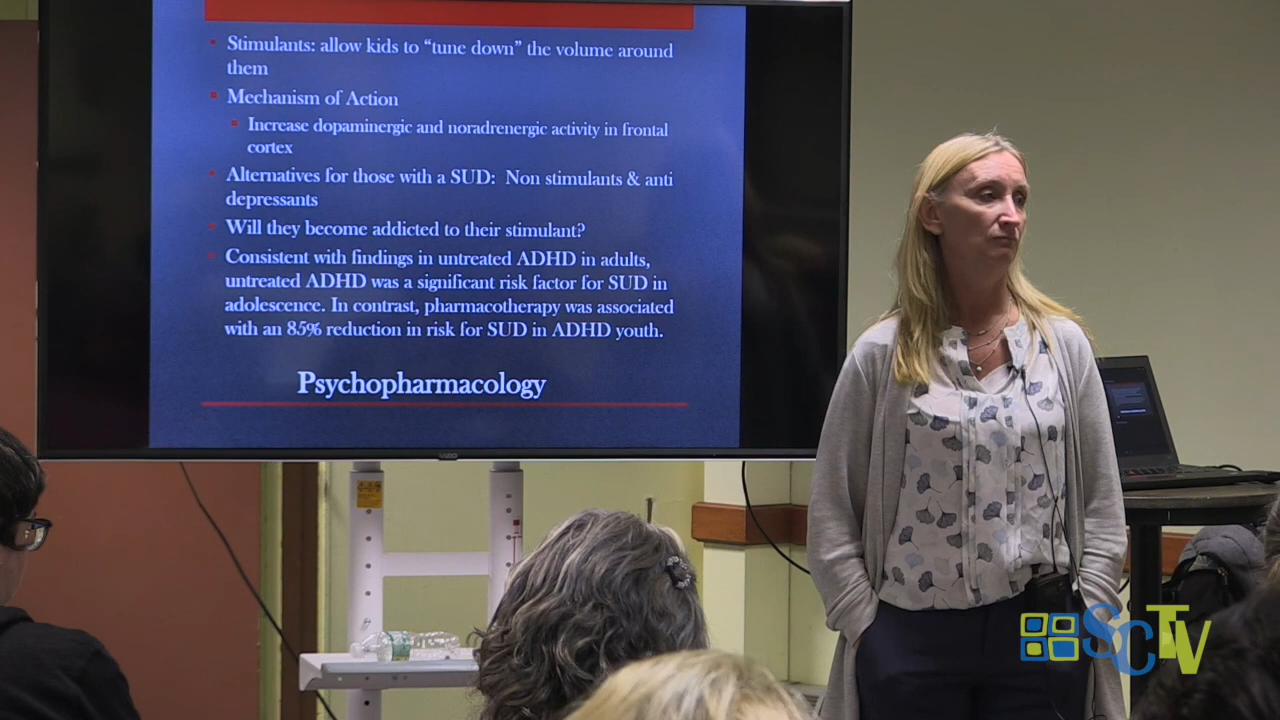 Stimulants: allow kids to “tune down” the volume around
them
Mechanism of Action
Increase dopaminergic and noradrenergic activity in frontal
cortex
Alternatives for those with a SUD: Non stimulants & anti
depressants
Will they become addicted to their stimulant?
Consistent with findings in untreated ADHD in adults,
untreated ADHD was a significant risk factor for SUD in
adolescence. In contrast, pharmacotherapy was associated
with an 85% reduction in risk for SUD in ADHD youth.
Psychopharmacology
VIZIO
SCTV